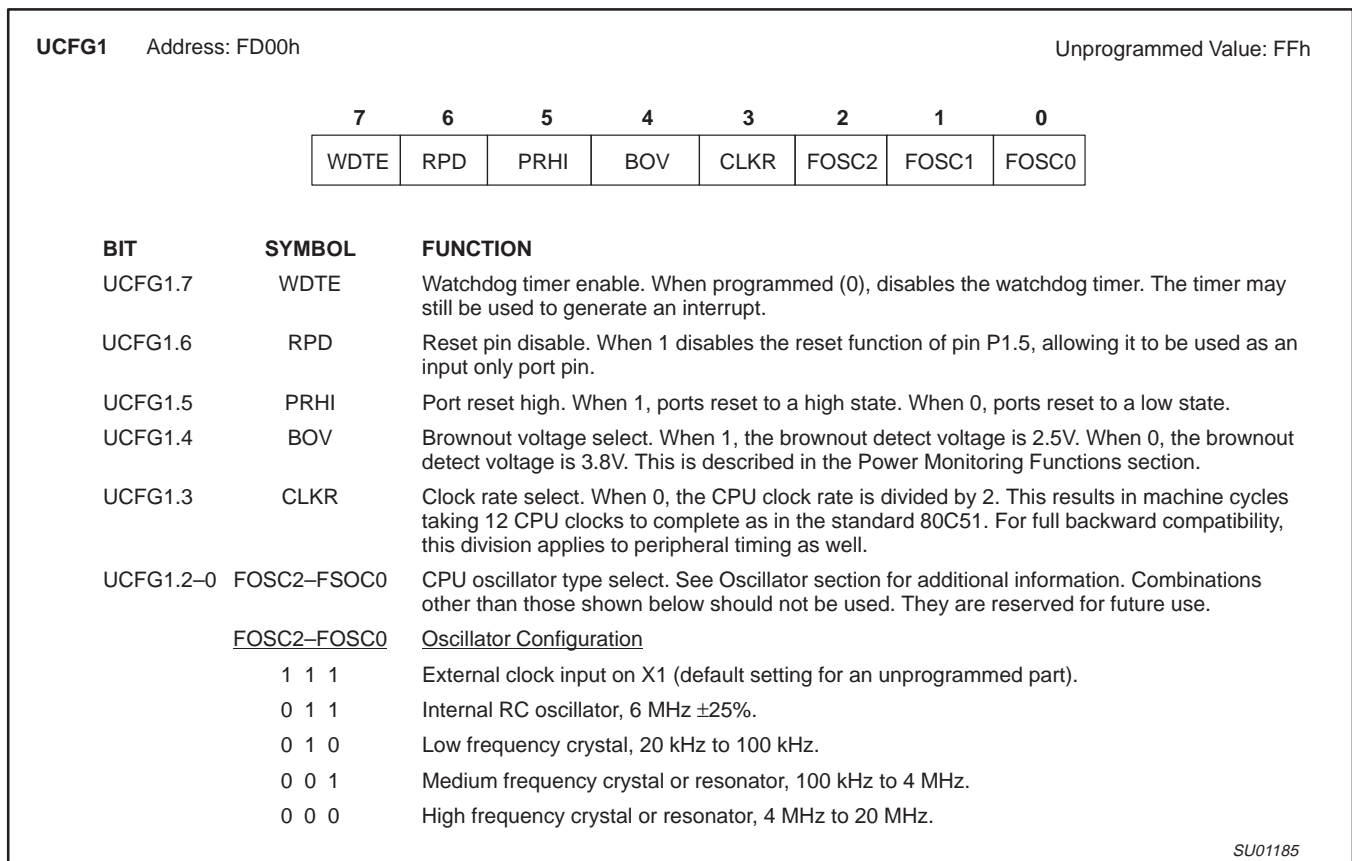 UCFG1 Address: FD00h Unprogrammed Value: FFh
7 6 5 4 3 2 1 0
WDTE RPD PRHI BOV CLKR FOSC2 FOSC1 FOSC0
BIT SYMBOL FUNCTION
UCFG1.7 WDTE Watchdog timer enable. When programmed (0), disables the watchdog timer. The timer may
still be used to generate an interrupt.
UCFG1.6 RPD Reset pin disable. When 1 disables the reset function of pin P1.5, allowing it to be used as an
input only port pin.
UCFG1.5 PRHI Port reset high. When 1, ports reset to a high state. When 0, ports reset to a low state.
UCFG1.4 BOV Brownout voltage select. When 1, the brownout detect voltage is 2.5V. When 0, the brownout
detect voltage is 3.8V. This is described in the Power Monitoring Functions section.
UCFG1.3 CLKR Clock rate select. When 0, the CPU clock rate is divided by 2. This results in machine cycles
taking 12 CPU clocks to complete as in the standard 80C51. For full backward compatibility,
this division applies to peripheral timing as well.
UCFG1.2–0 FOSC2–FSOC0 CPU oscillator type select. See Oscillator section for additional information. Combinations
other than those shown below should not be used. They are reserved for future use.
FOSC2–FOSC0 Oscillator Configuration
1 1 1 External clock input on X1 (default setting for an unprogrammed part).
0 1 1 Internal RC oscillator, 6 MHz ±25%.
0 1 0 Low frequency crystal, 20 kHz to 100 kHz.
0 0 1 Medium frequency crystal or resonator, 100 kHz to 4 MHz.
0 0 0 High frequency crystal or resonator, 4 MHz to 20 MHz.
SU01185